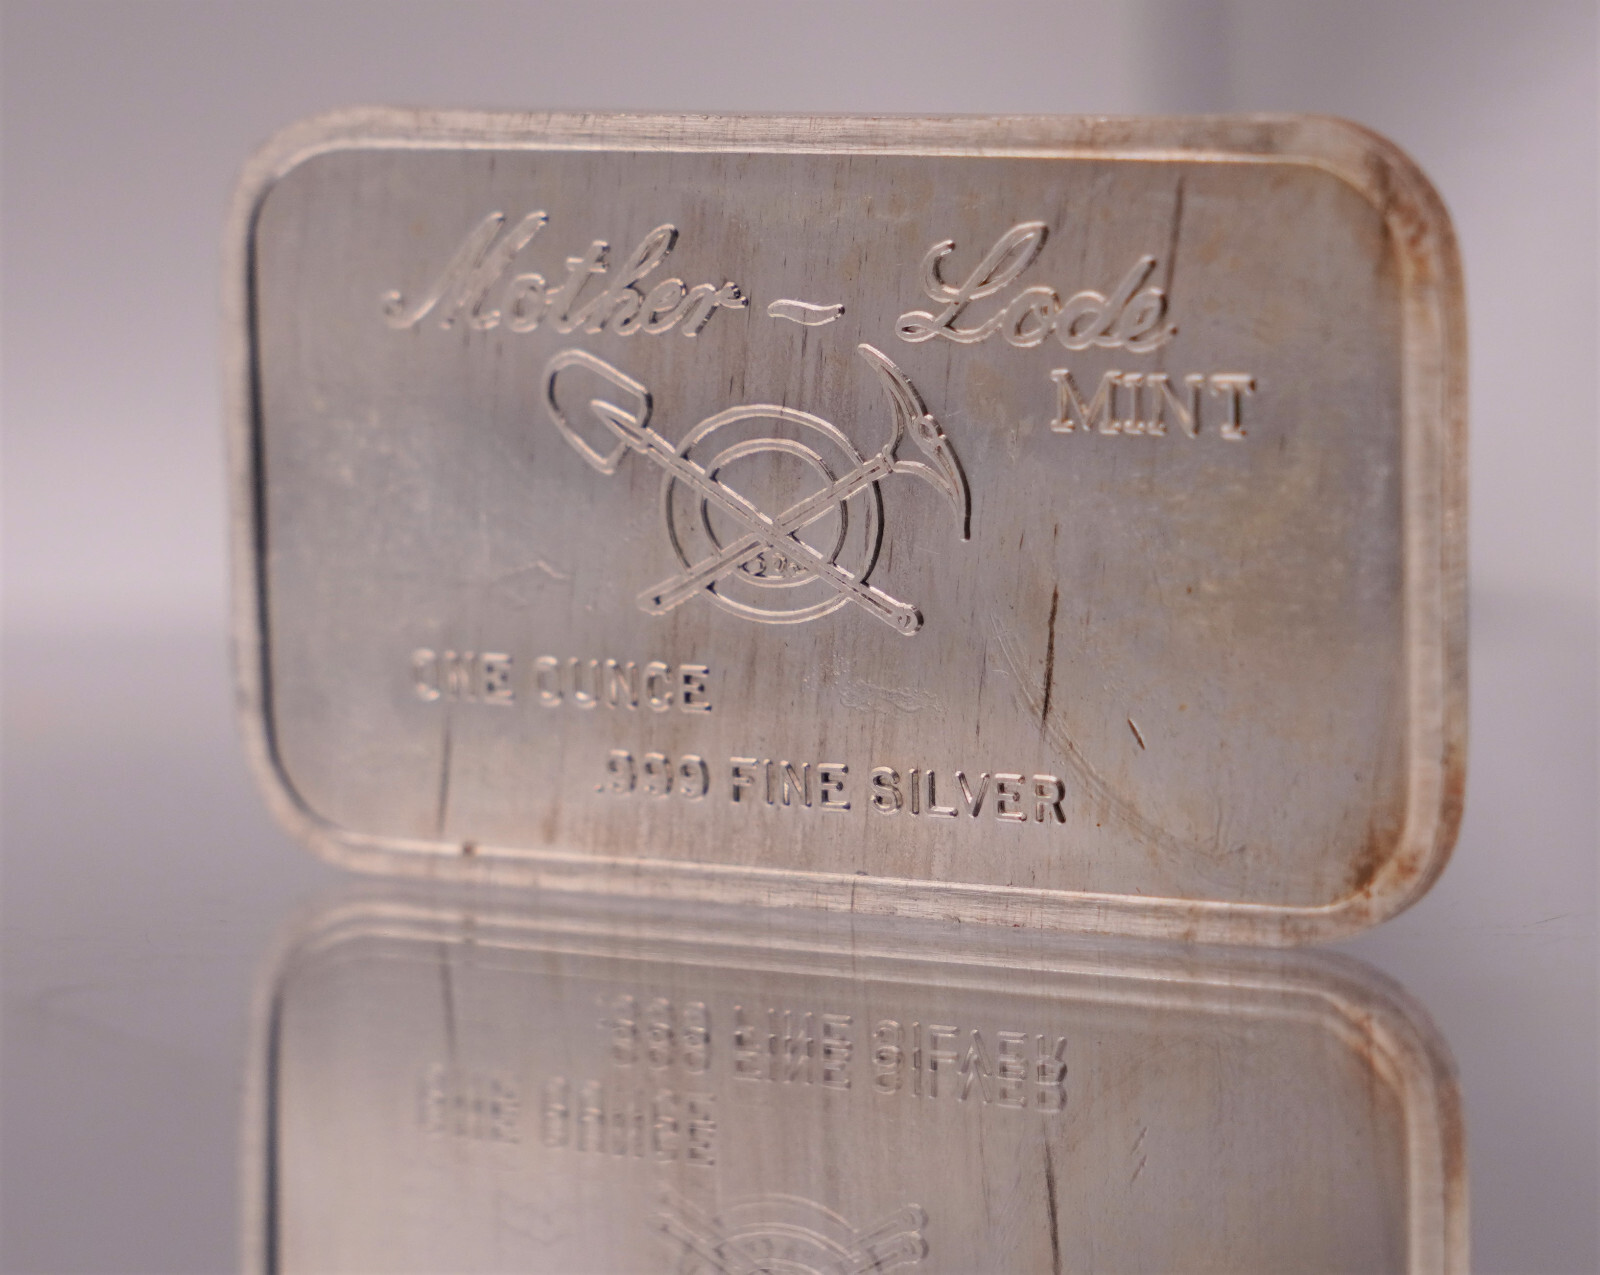 Mother ~ Lode
MINT
ONE OUNCE
.999 FINE SILVER